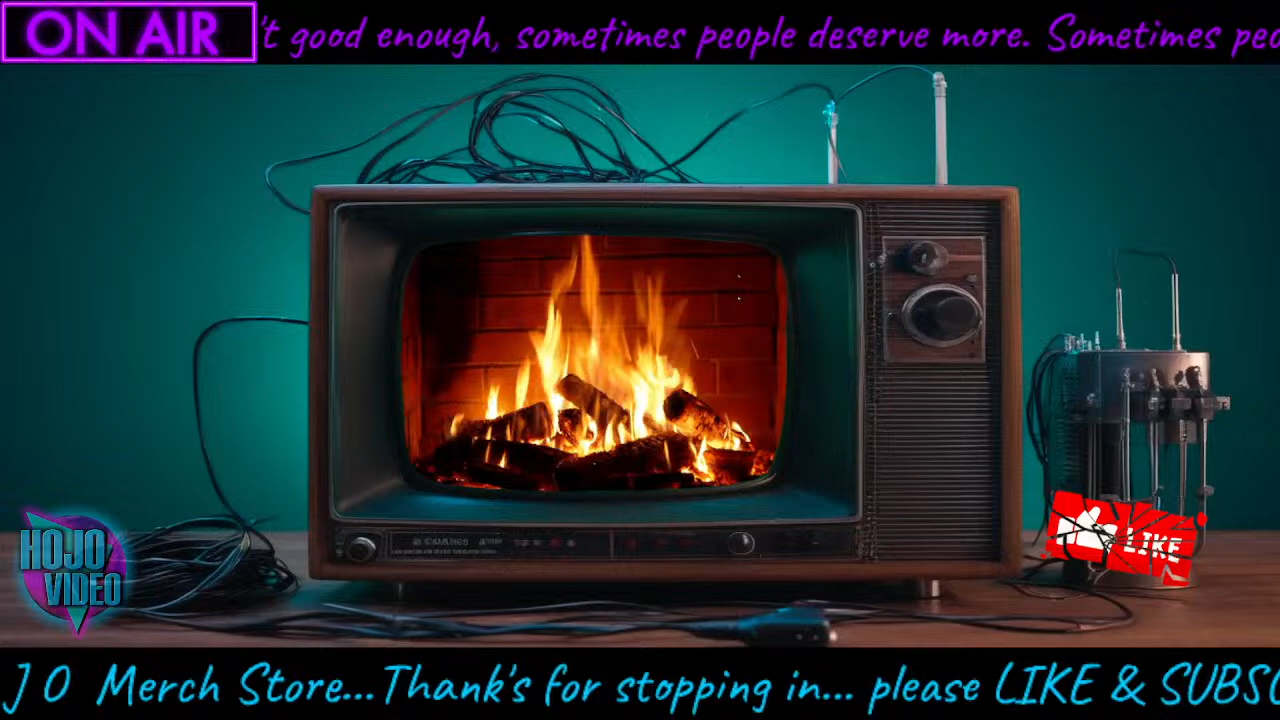 ON AIR
't good enough, sometimes people deserve more. Sometimes peo
HOJO
VIDEO
LIKE
J O Merch Store...Thank's for stopping in... please LIKE & SUBSC